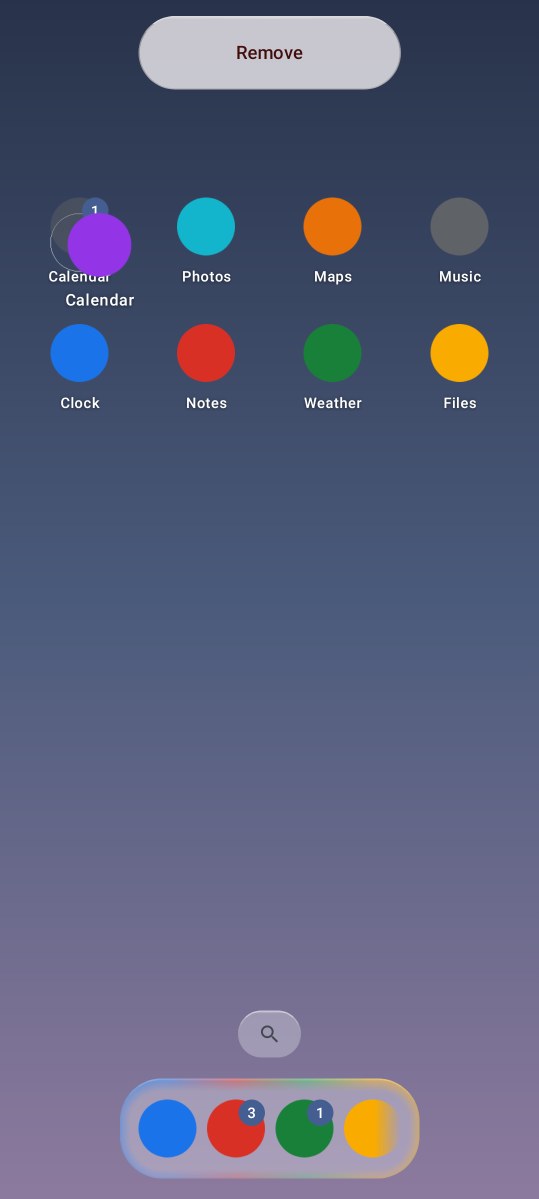 Remove
1
Calendar Photos Maps Music
Calendar
Clock Notes Weather Files
3 1